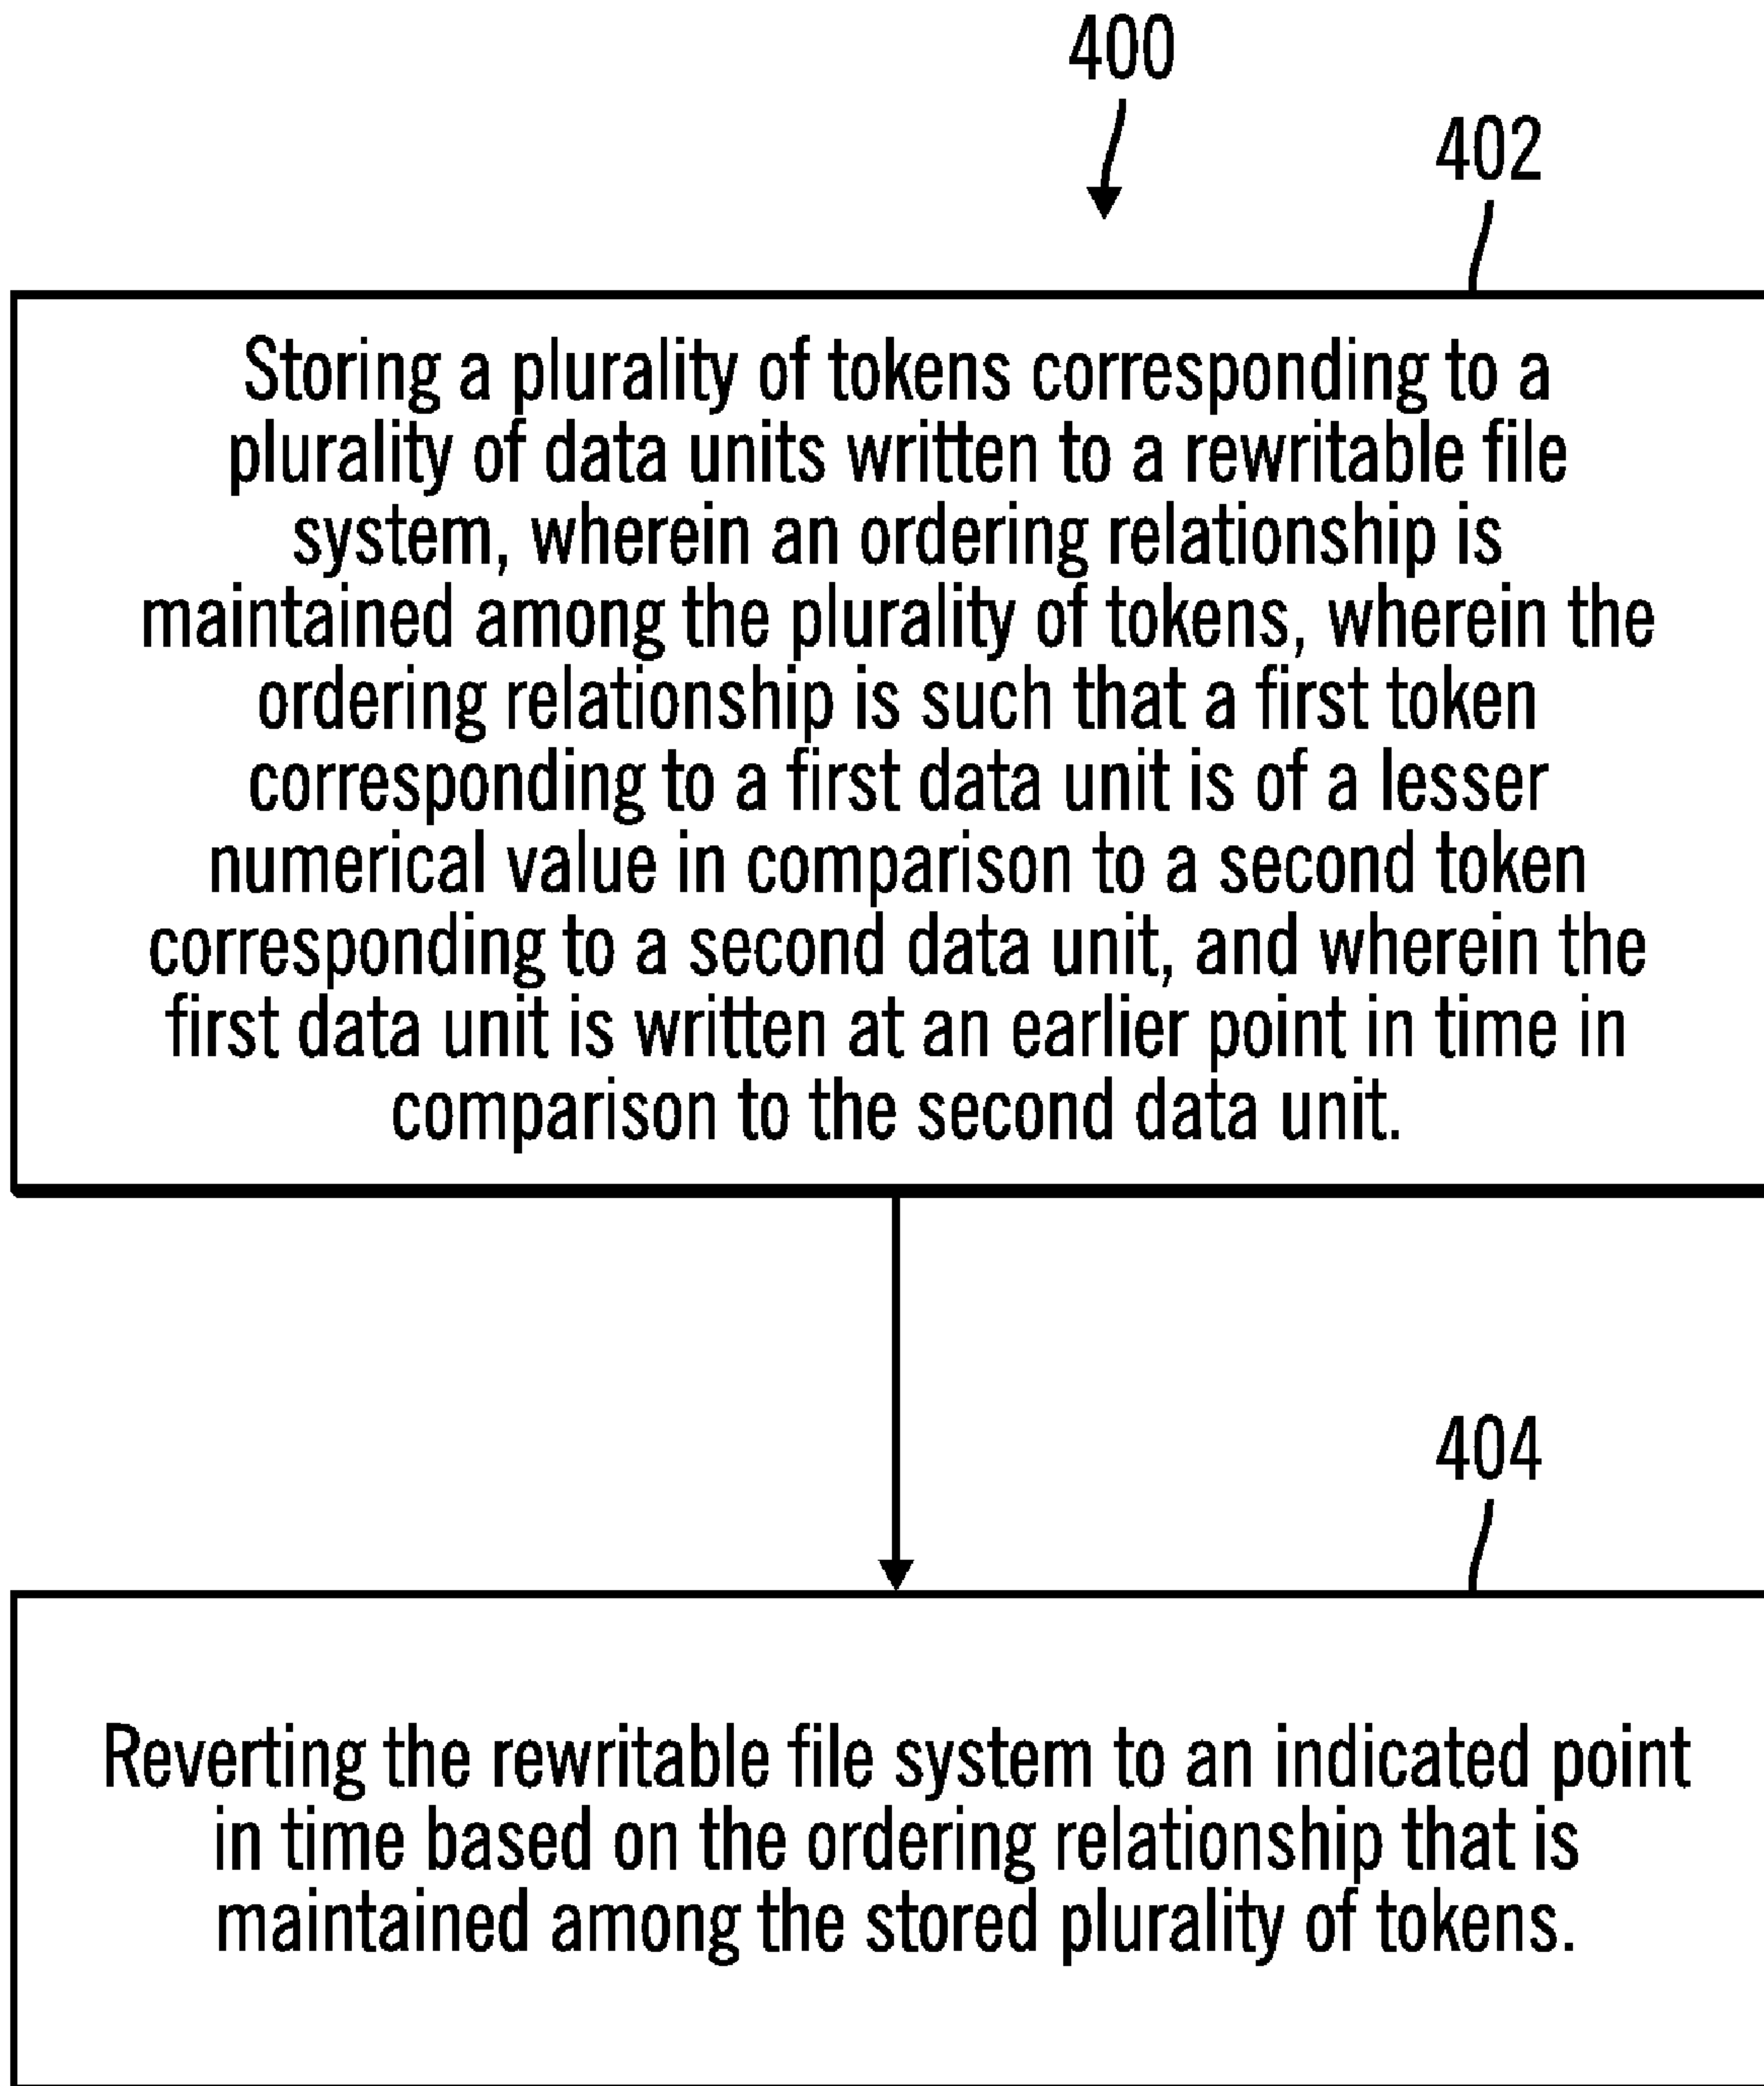 400
402
Storing a plurality of tokens corresponding to a
plurality of data units written to a rewritable file
system, wherein an ordering relationship is
maintained among the plurality of tokens, wherein the
ordering relationship is such that a first token
corresponding to a first data unit is of a lesser
numerical value in comparison to a second token
corresponding to a second data unit, and wherein the
first data unit is written at an earlier point in time in
comparison to the second data unit.
404
Reverting the rewritable file system to an indicated point
in time based on the ordering relationship that is
maintained among the stored plurality of tokens.